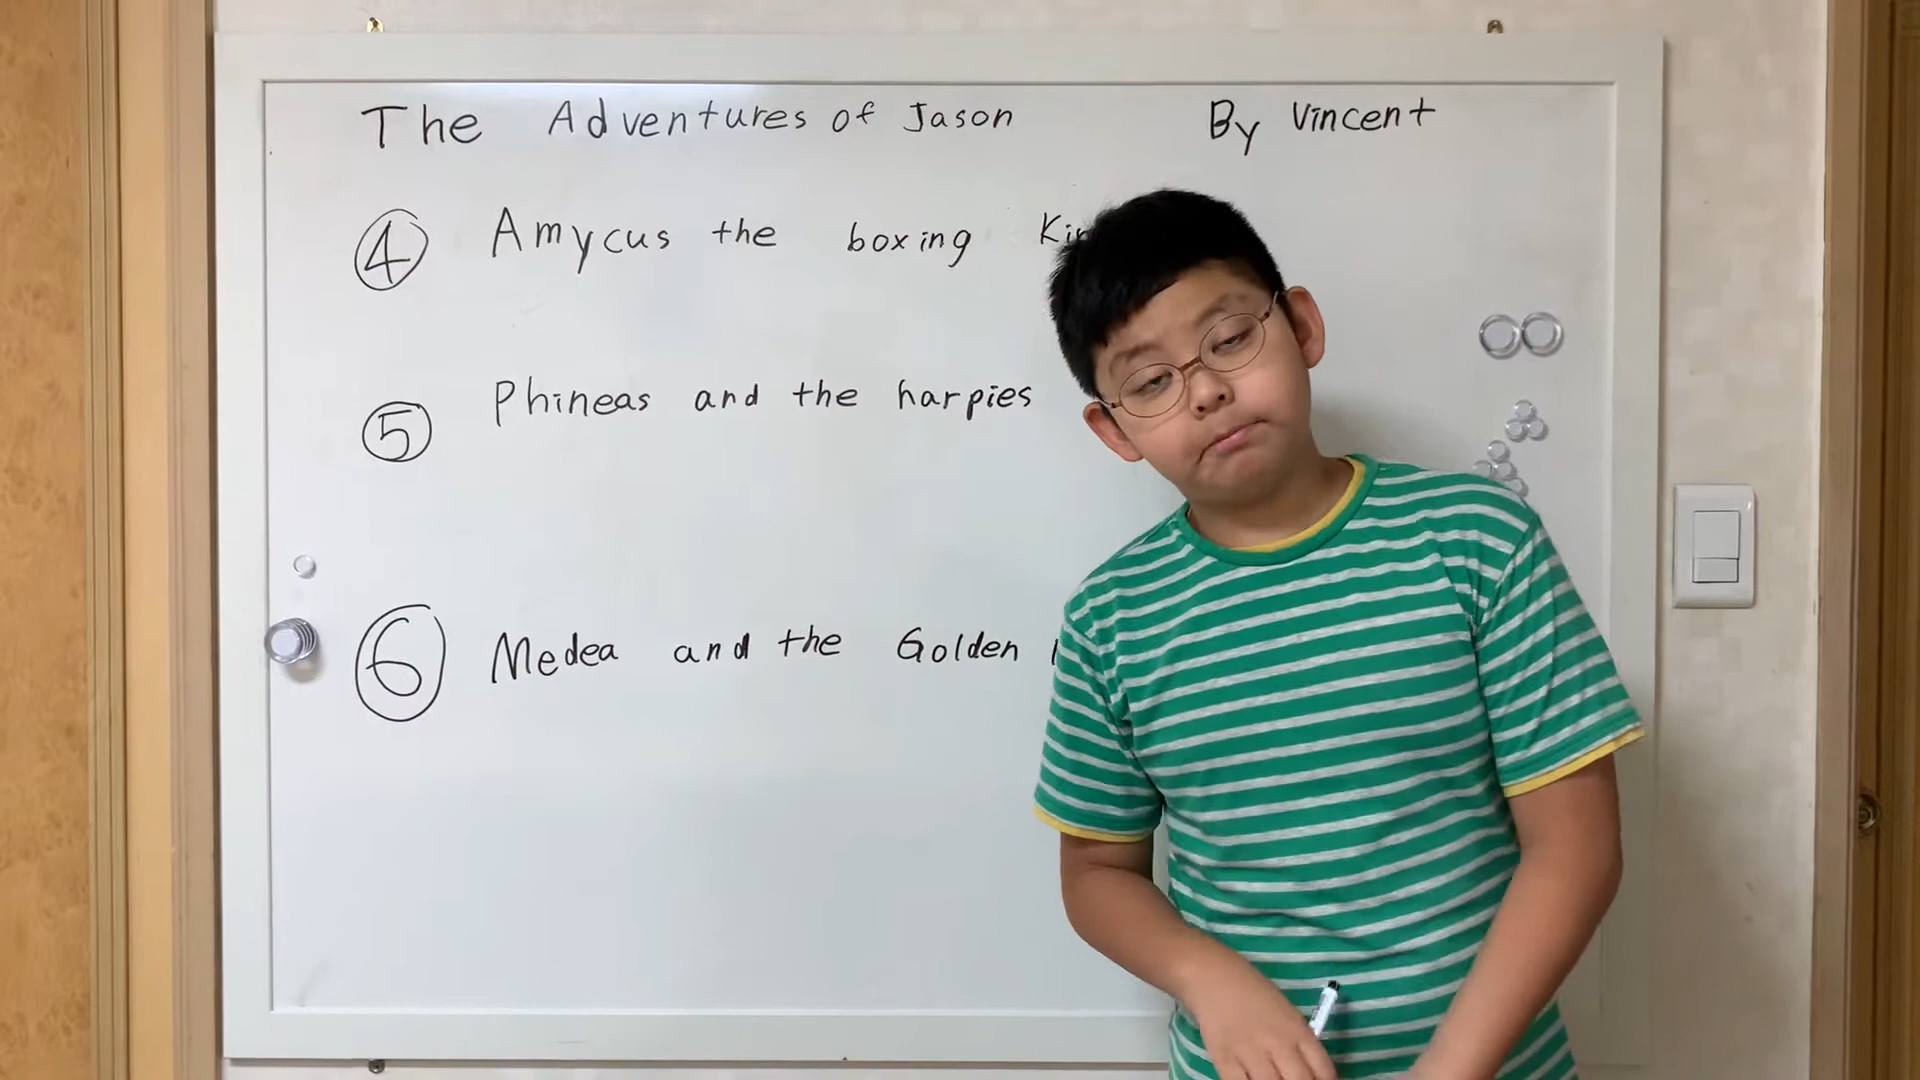 The Adventures of Jason By Vincent
④ Amycus the boxing
⑤ Phineas and the harpies
⑥ Medea and the Golden